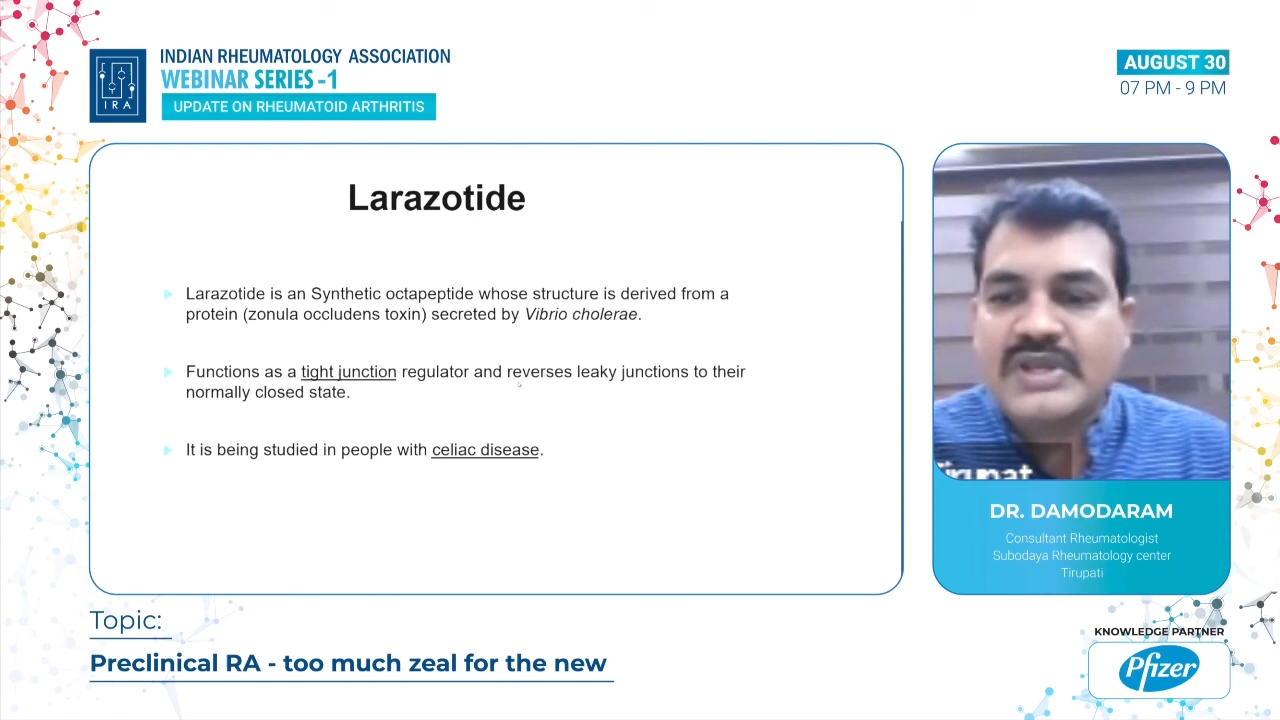 INDIAN RHEUMATOLOGY ASSOCIATION
WEBINAR SERIES -1
UPDATE ON RHEUMATOID ARTHRITIS
IRA
AUGUST 30
07 PM - 9 PM
Larazotide
Larazotide is an Synthetic octapeptide whose structure is derived from a
protein (zonula occludens toxin) secreted by Vibrio cholerae.
Functions as a tight junction regulator and reverses leaky junctions to their
normally closed state.
It is being studied in people with celiac disease.
DR. DAMODARAM
Consultant Rheumatologist
Subodaya Rheumatology center
Tirupati
Topic:
Preclinical RA - too much zeal for the new
KNOWLEDGE PARTNER
Pfizer